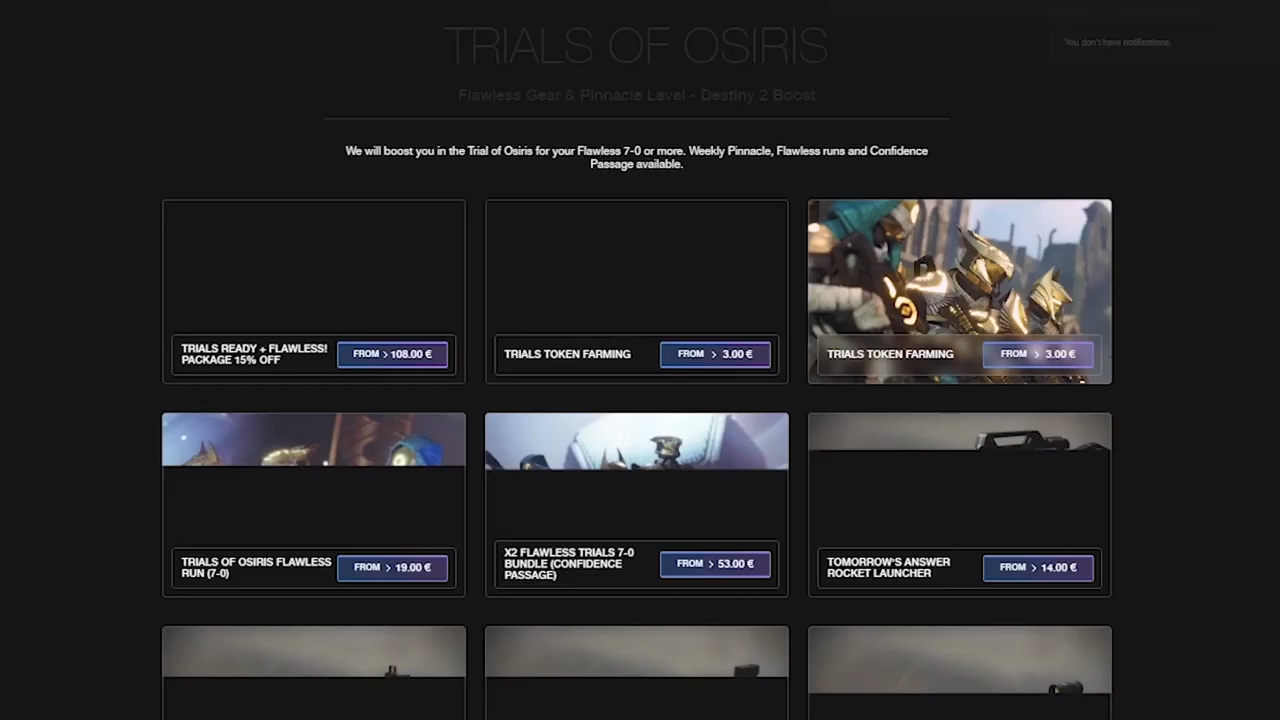 TRIALS OF OSIRIS
You don't have notifications.
Flawless Gear & Pinnacle Level - Destiny 2 Boost
We will boost you in the Trial of Osiris for your Flawless 7-0 or more. Weekly Pinnacle, Flawless runs and Confidence
Passage available.
TRIALS READY + FLAWLESS!
PACKAGE 15% OFF
FROM > 108.00 €
TRIALS TOKEN FARMING
FROM > 3.00 €
TRIALS TOKEN FARMING
FROM > 3.00 €
TRIALS OF OSIRIS FLAWLESS
RUN (7-0)
FROM > 19.00 €
X2 FLAWLESS TRIALS 7-0
BUNDLE (CONFIDENCE
PASSAGE)
FROM > 53.00 €
TOMORROW'S ANSWER
ROCKET LAUNCHER
FROM > 14.00 €